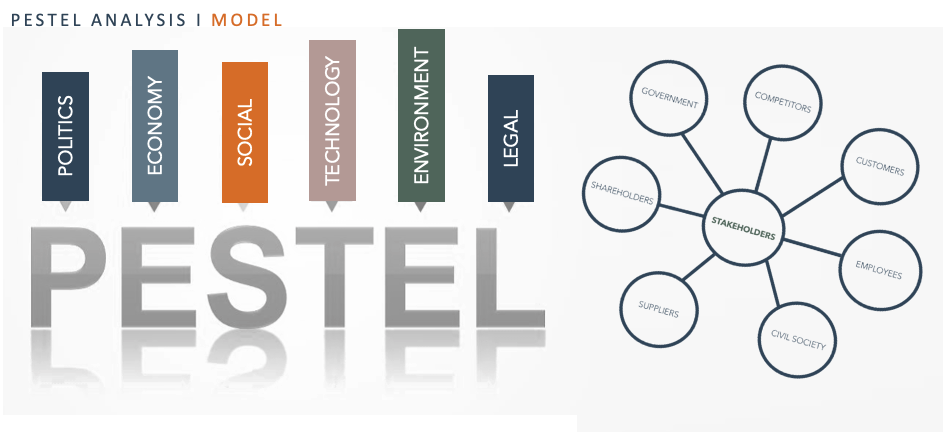 PESTEL ANALYSIS I MODEL
POLITICS
ECONOMY
SOCIAL
TECHNOLOGY
ENVIRONMENT
LEGAL
PESTEL
GOVERNMENT
COMPETITORS
CUSTOMERS
SHAREHOLDERS
STAKEHOLDERS
EMPLOYEES
SUPPLIERS
CIVIL SOCIETY